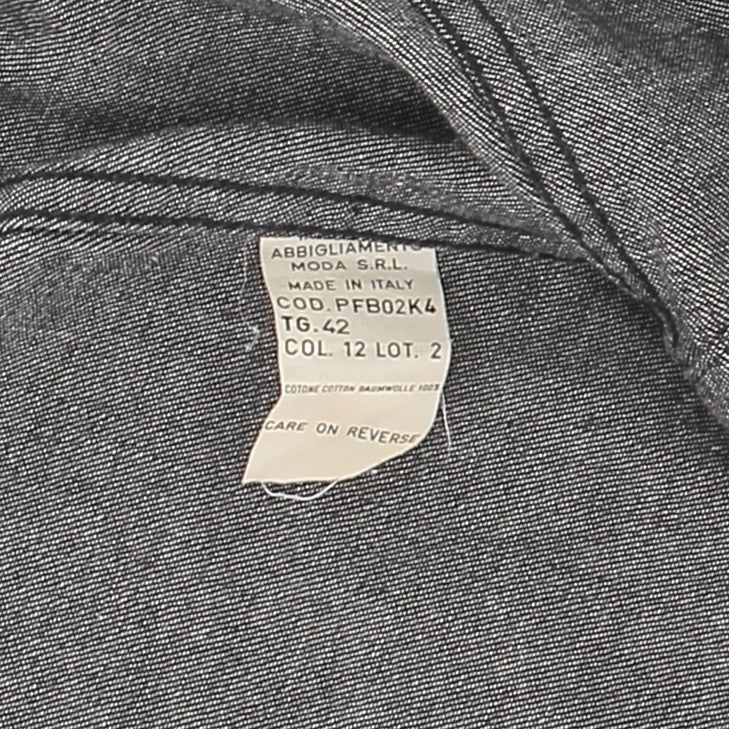 ABBIGLIAMENTO
MODA S.R.L.
MADE IN ITALY
COD. PFB02K4
TG. 42
COL. 12 LOT. 2
COTONE COTTON BAUMWOLLE 100%
CARE ON REVERSE